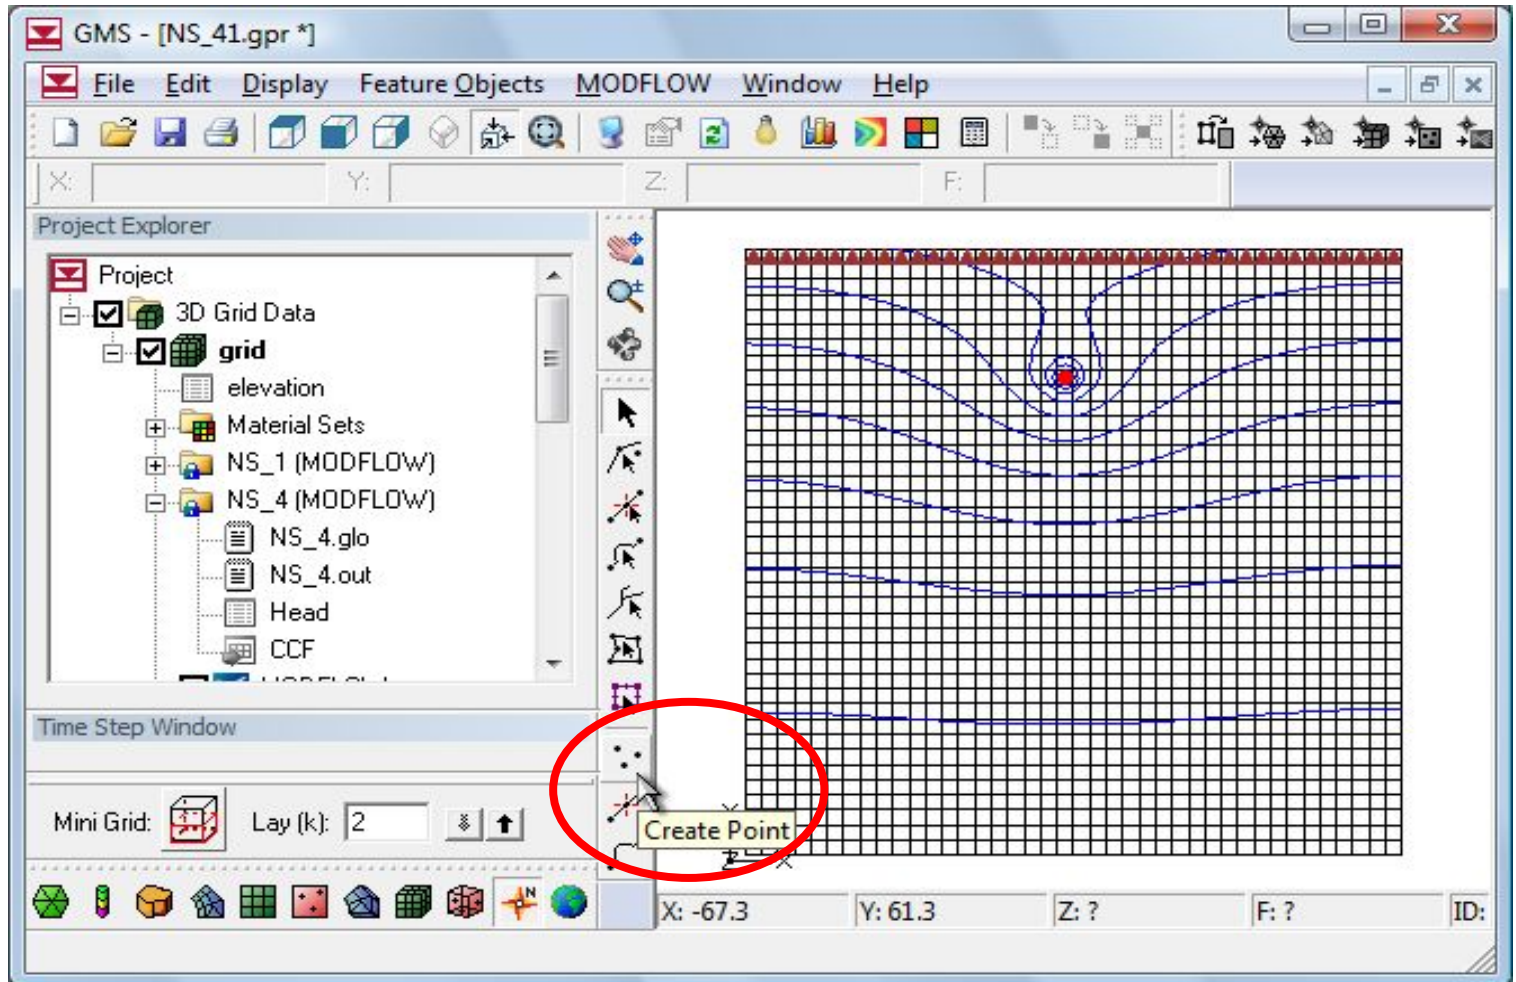 GMS - [NS_41.gpr *]
File Edit Display Feature Objects MODFLOW Window Help
X: Y: Z: F:
Project Explorer
Project
3D Grid Data
grid
elevation
Material Sets
NS_1 (MODFLOW)
NS_4 (MODFLOW)
NS_4.glo
NS_4.out
Head
CCF
Time Step Window
Mini Grid: Lay (k): 2
Create Point
X: -67.3 Y: 61.3 Z: ? F: ? ID: